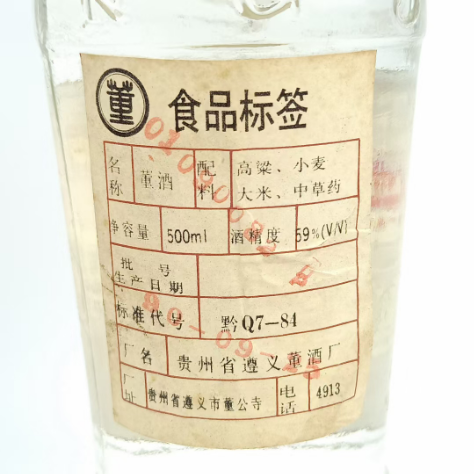 董
食品标签
名称 董酒 配料 高粱、小麦
大米、中草药
净容量 500ml 酒精度 59%(V/V)
批号
生产日期
标准代号 黔Q7-84
厂名 贵州省遵义董酒厂
厂址 贵州省遵义市董公寺 电话 4913